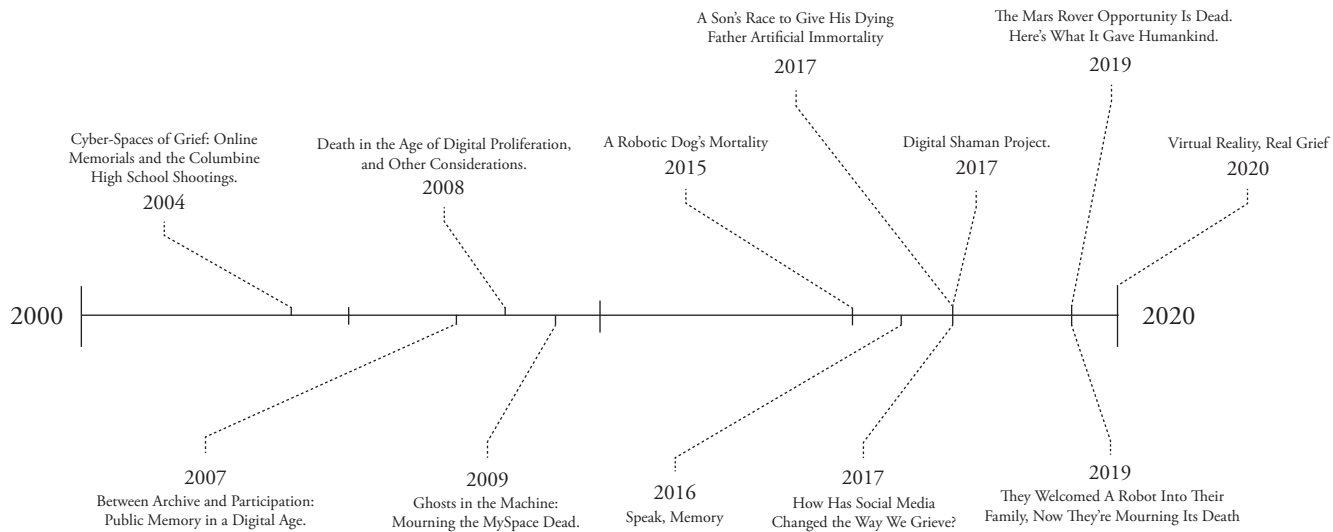 A Son's Race to Give His Dying
Father Artificial Immortality
2017
The Mars Rover Opportunity Is Dead.
Here's What It Gave Humankind.
2019
Cyber-Spaces of Grief: Online
Memorials and the Columbine
High School Shootings.
2004
Death in the Age of Digital Proliferation,
and Other Considerations.
2008
A Robotic Dog's Mortality
2015
Digital Shaman Project.
2017
Virtual Reality, Real Grief
2020
2000
2020
2007
Between Archive and Participation:
Public Memory in a Digital Age.
2009
Ghosts in the Machine:
Mourning the MySpace Dead.
2016
Speak, Memory
2017
How Has Social Media
Changed the Way We Grieve?
2019
They Welcomed A Robot Into Their
Family, Now They're Mourning Its Death